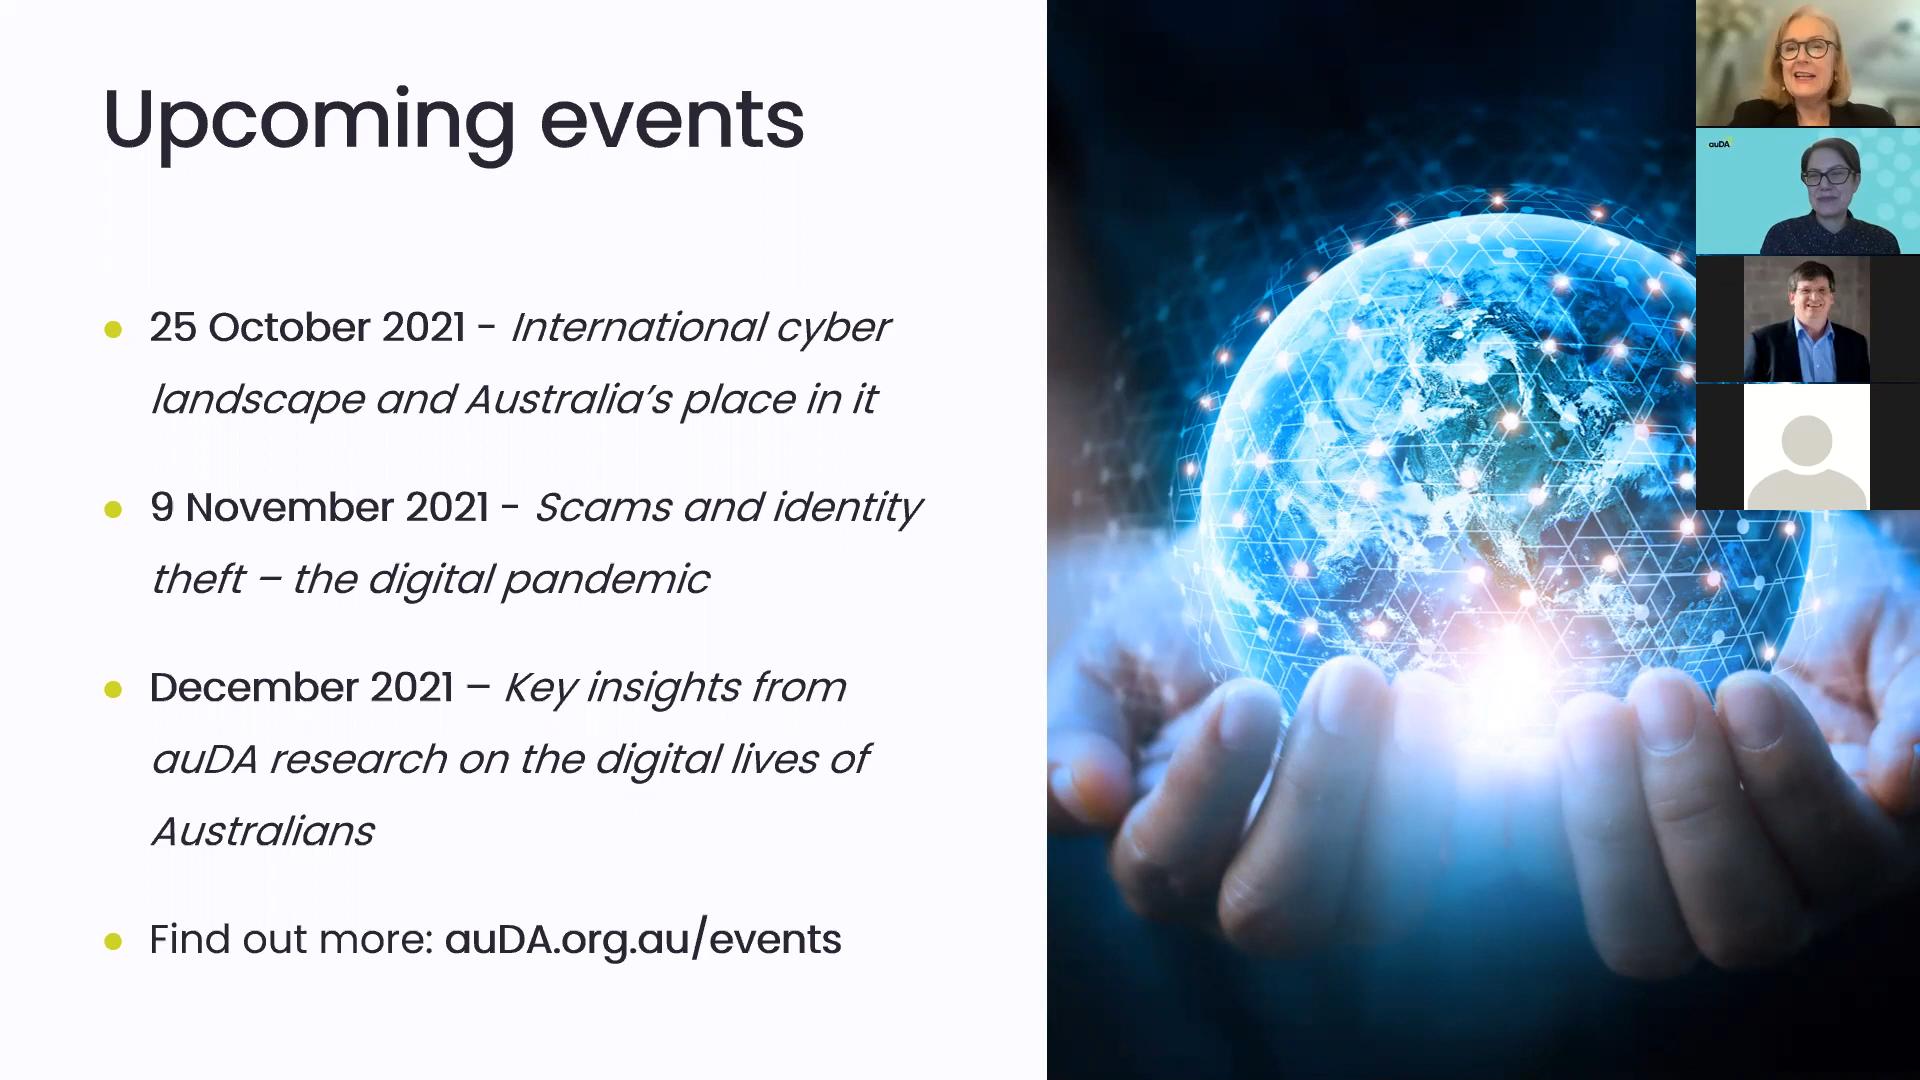 Upcoming events
25 October 2021 - International cyber
landscape and Australia’s place in it
9 November 2021 - Scams and identity
theft – the digital pandemic
December 2021 – Key insights from
auDA research on the digital lives of
Australians
Find out more: auDA.org.au/events
auDA